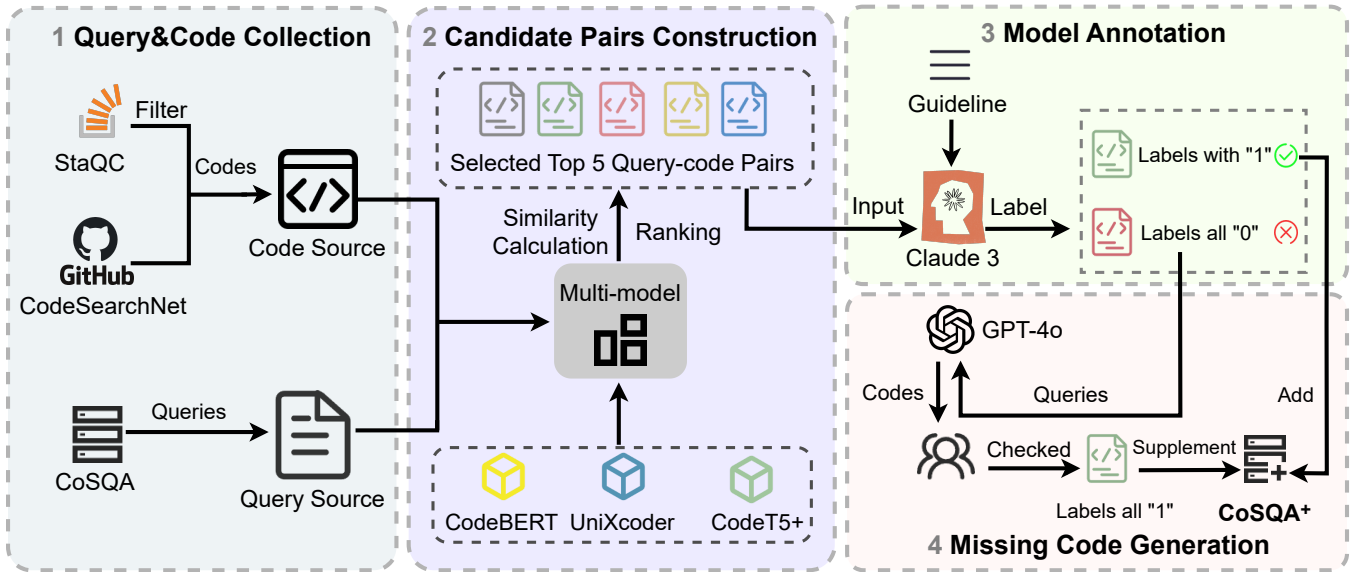 1 Query&Code Collection
Filter
StaQC
Codes
</>
Code Source
GitHub
CodeSearchNet
Queries
CoSQA
Query Source
2 Candidate Pairs Construction
</> </> </> </> </>
Selected Top 5 Query-code Pairs
Similarity
Calculation
Ranking
Multi-model
CodeBERT UniXcoder CodeT5+
3 Model Annotation
Guideline
Input
Label
Claude 3
</>
Labels with "1"
</>
Labels all "0"
GPT-4o
Codes
Queries
Add
Checked
</>
Supplement
Labels all "1"
CoSQA+
4 Missing Code Generation